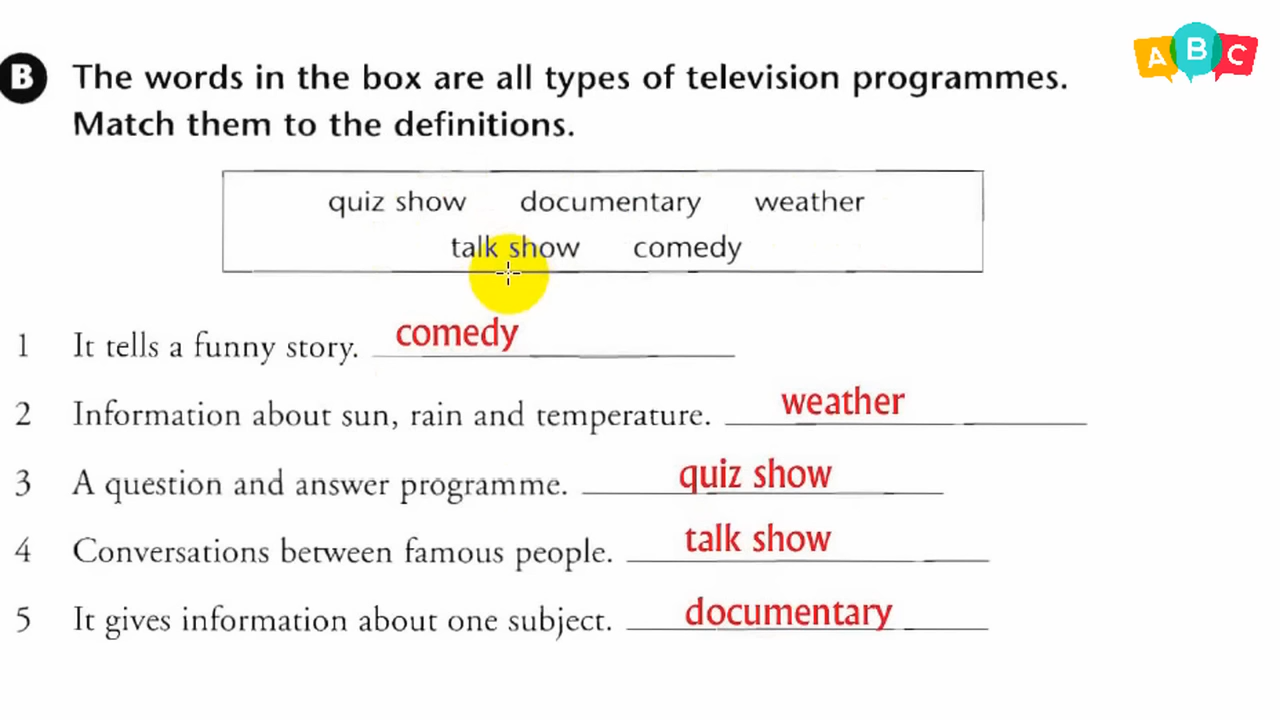 A B C
B The words in the box are all types of television programmes.
Match them to the definitions.
quiz show documentary weather
talk show comedy
1 It tells a funny story. comedy
2 Information about sun, rain and temperature. weather
3 A question and answer programme. quiz show
4 Conversations between famous people. talk show
5 It gives information about one subject. documentary